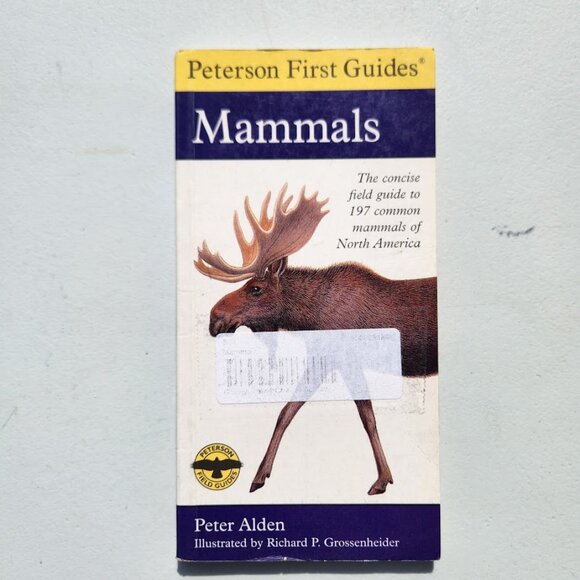 Peterson First Guides®
Mammals
The concise
field guide to
197 common
mammals of
North America
PETERSON
FIELD GUIDES
Peter Alden
Illustrated by Richard P. Grossenheider